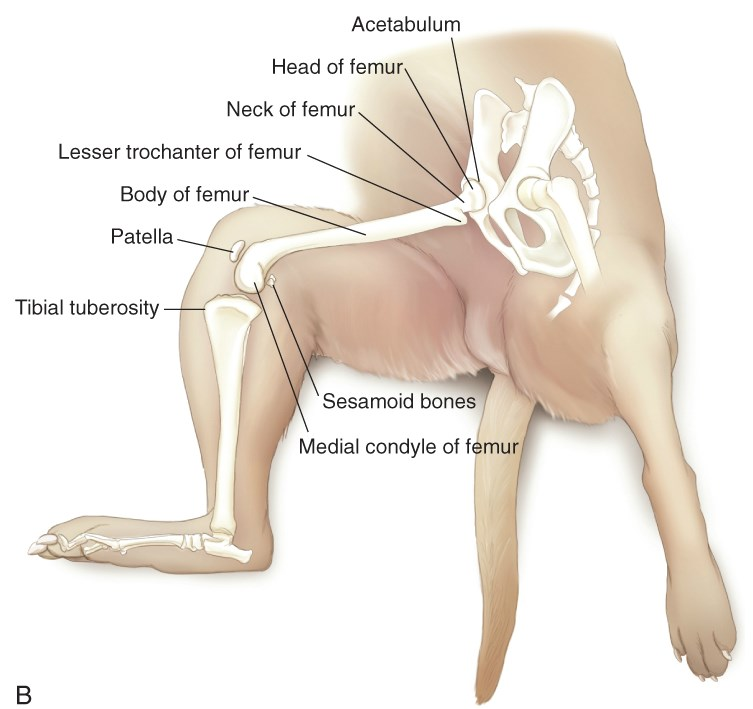 Acetabulum
Head of femur
Neck of femur
Lesser trochanter of femur
Body of femur
Patella
Tibial tuberosity
Sesamoid bones
Medial condyle of femur
B